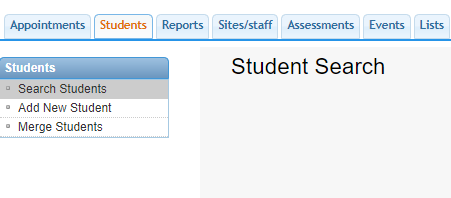 Appointments Students Reports Sites/staff Assessments Events Lists
Students
Search Students
Add New Student
Merge Students
Student Search